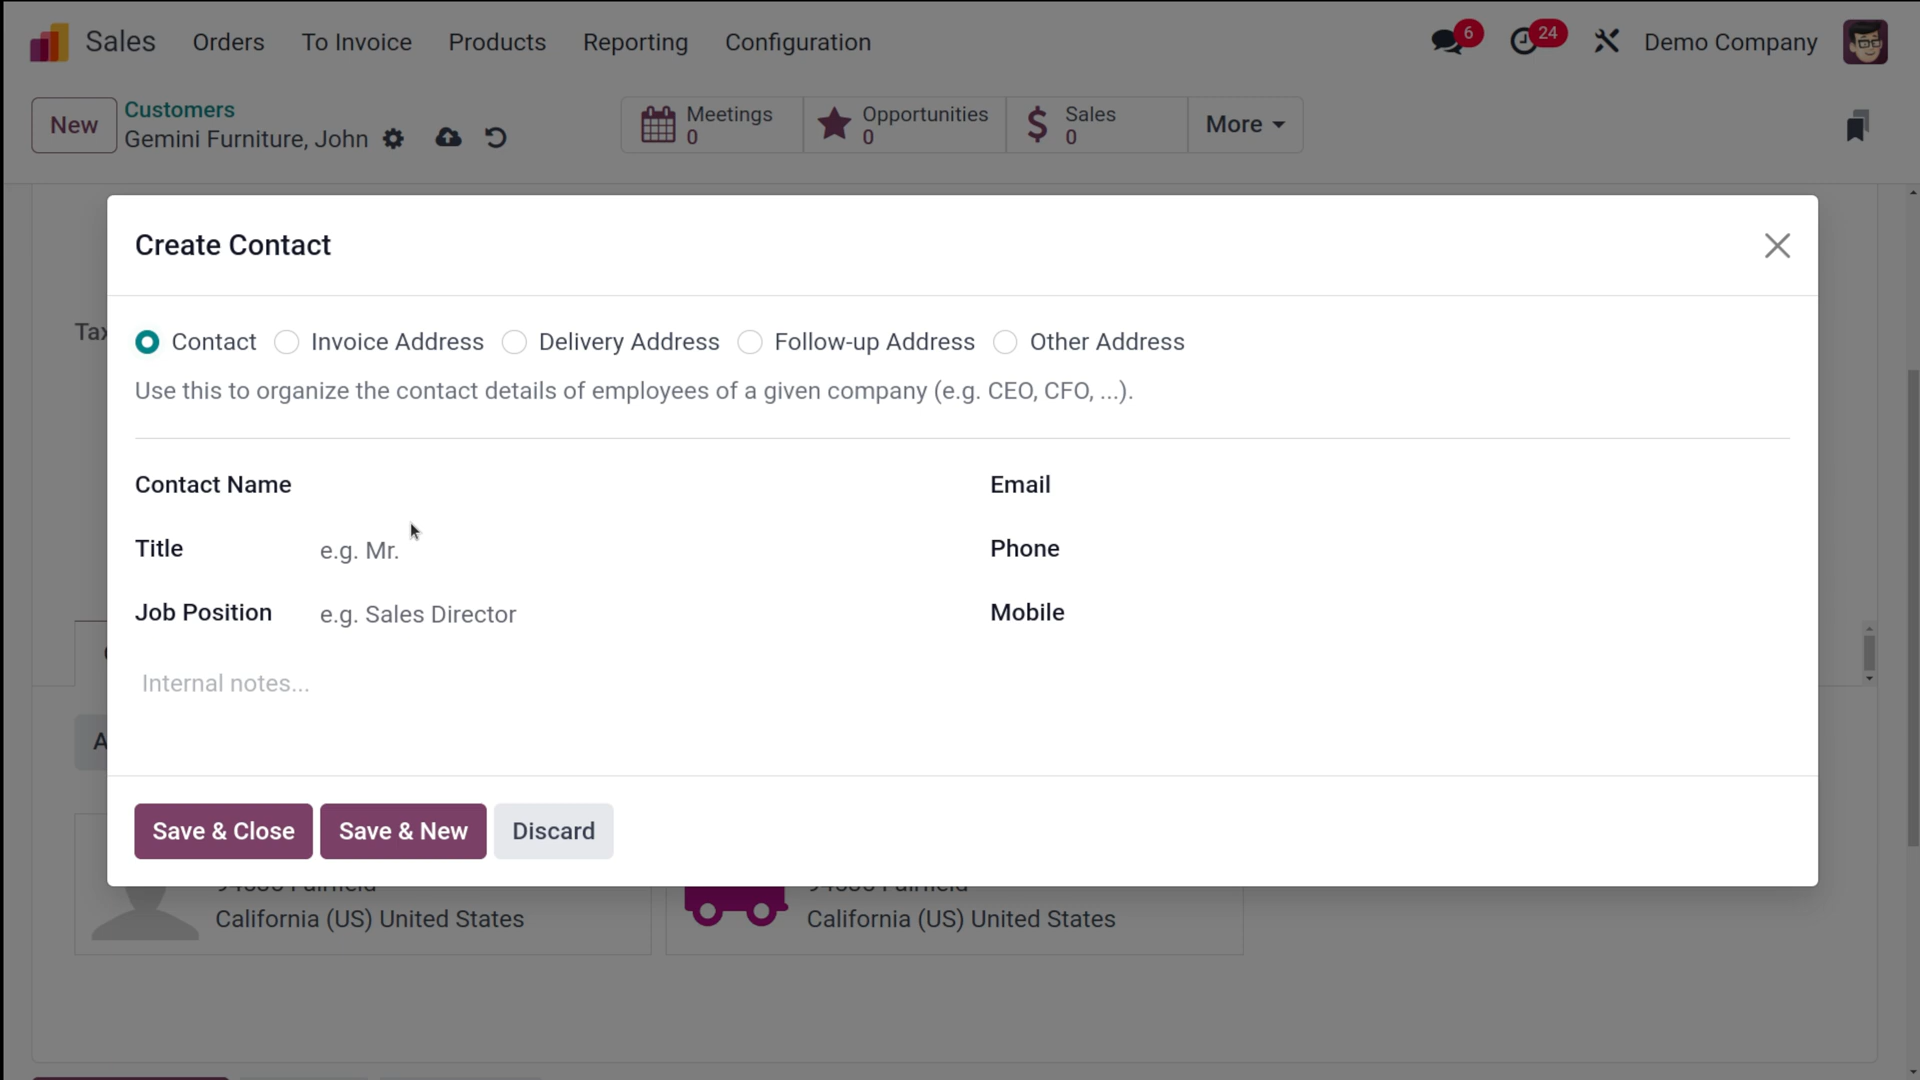 Sales Orders To Invoice Products Reporting Configuration 6 24 Demo Company
New Customers Meetings 0 Opportunities 0 Sales 0 More
Gemini Furniture, John
Create Contact
Tax
Contact Invoice Address Delivery Address Follow-up Address Other Address
Use this to organize the contact details of employees of a given company (e.g. CEO, CFO, ...).
Contact Name Email
Title e.g. Mr. Phone
Job Position e.g. Sales Director Mobile
Internal notes...
Save & Close Save & New Discard
California (US) United States California (US) United States